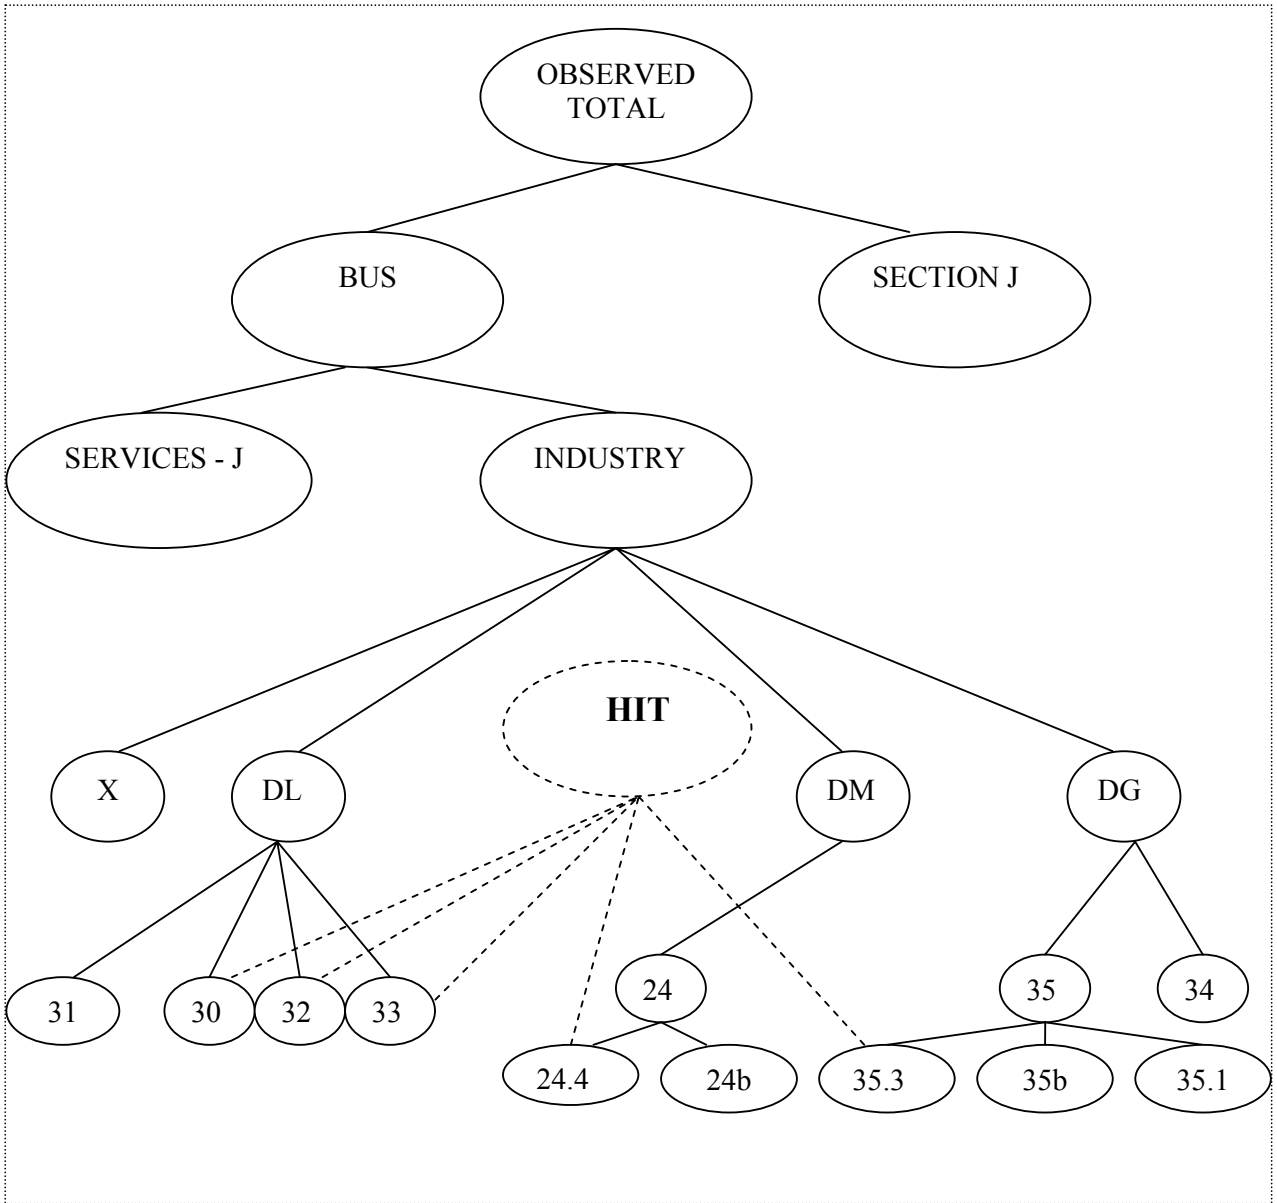 OBSERVED
TOTAL
BUS
SECTION J
SERVICES - J
INDUSTRY
HIT
X
DL
DM
DG
31
30
32
33
24
35
34
24.4
24b
35.3
35b
35.1